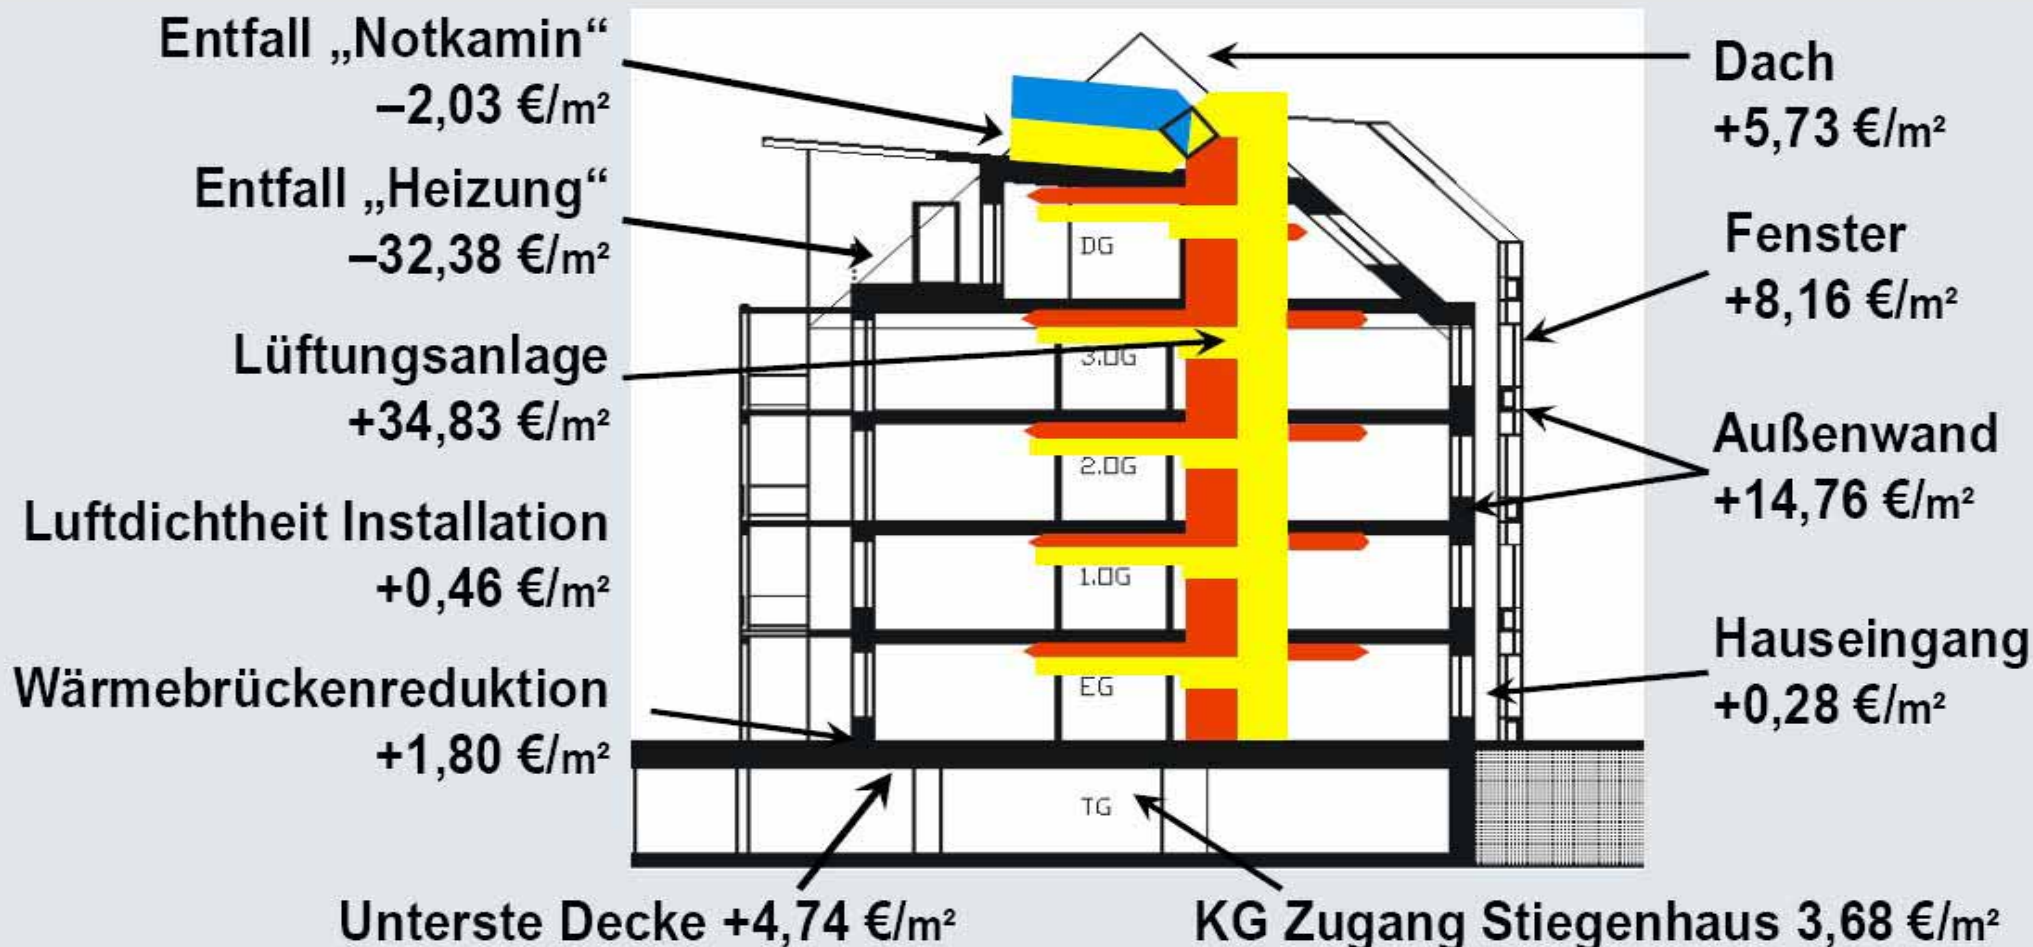 Entfall „Notkamin“
–2,03 €/m²
Entfall „Heizung“
–32,38 €/m²
Lüftungsanlage
+34,83 €/m²
Luftdichtheit Installation
+0,46 €/m²
Wärmebrückenreduktion
+1,80 €/m²
Dach
+5,73 €/m²
Fenster
+8,16 €/m²
Außenwand
+14,76 €/m²
Hauseingang
+0,28 €/m²
DG
3.OG
2.OG
1.OG
EG
TG
Unterste Decke +4,74 €/m²
KG Zugang Stiegenhaus 3,68 €/m²